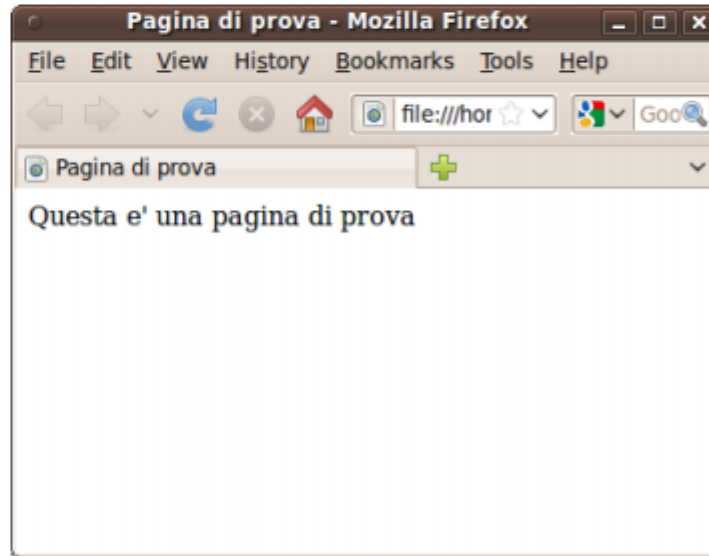 Pagina di prova - Mozilla Firefox
File Edit View History Bookmarks Tools Help
file:///hor Goo
Pagina di prova
Questa e' una pagina di prova